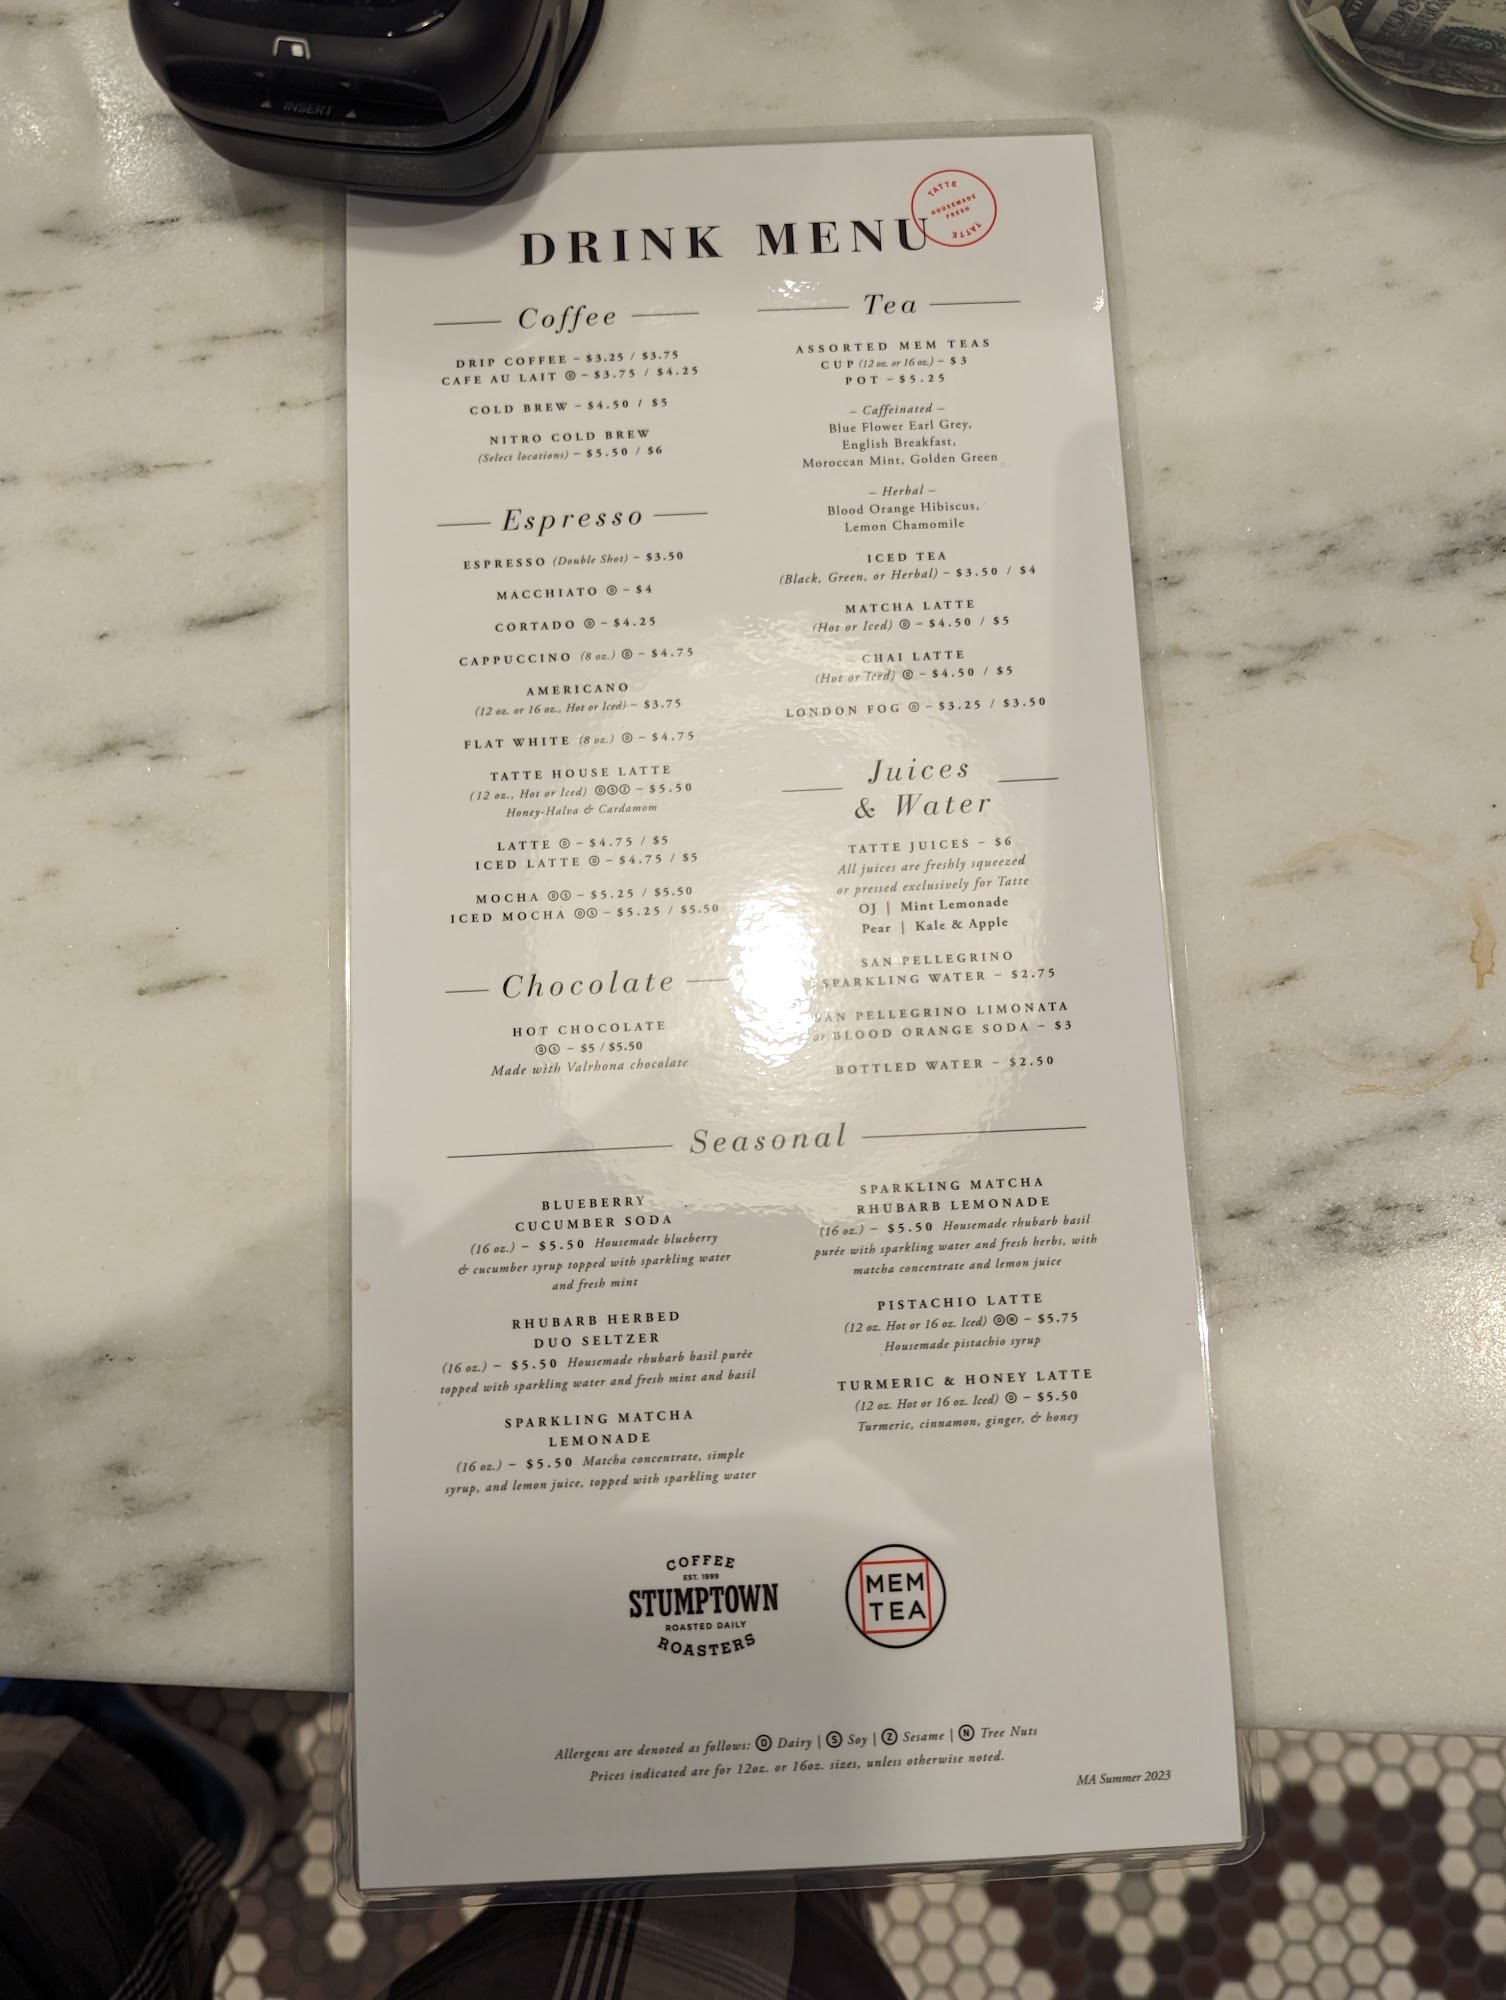 INSERT
TATTE
HOUSEMADE
FRESH
TATTE
DRINK MENU
Coffee
DRIP COFFEE – $3.25 / $3.75
CAFE AU LAIT Ⓓ – $3.75 / $4.25
COLD BREW – $4.50 / $5
NITRO COLD BREW
(Select locations) – $5.50 / $6
Espresso
ESPRESSO (Double Shot) – $3.50
MACCHIATO Ⓓ – $4
CORTADO Ⓓ – $4.25
CAPPUCCINO (8 oz.) Ⓓ – $4.75
AMERICANO
(12 oz. or 16 oz., Hot or Iced) – $3.75
FLAT WHITE (8 oz.) Ⓓ – $4.75
TATTE HOUSE LATTE
(12 oz., Hot or Iced) ⒹⓈⓏ – $5.50
Honey-Halva & Cardamom
LATTE Ⓓ – $4.75 / $5
ICED LATTE Ⓓ – $4.75 / $5
MOCHA ⒹⓈ – $5.25 / $5.50
ICED MOCHA ⒹⓈ – $5.25 / $5.50
Chocolate
HOT CHOCOLATE
ⒹⓈ – $5 / $5.50
Made with Valrhona chocolate
Tea
ASSORTED MEM TEAS
CUP (12 oz. or 16 oz.) – $3
POT – $5.25
– Caffeinated –
Blue Flower Earl Grey,
English Breakfast,
Moroccan Mint, Golden Green
– Herbal –
Blood Orange Hibiscus,
Lemon Chamomile
ICED TEA
(Black, Green, or Herbal) – $3.50 / $4
MATCHA LATTE
(Hot or Iced) Ⓓ – $4.50 / $5
CHAI LATTE
(Hot or Iced) Ⓓ – $4.50 / $5
LONDON FOG Ⓓ – $3.25 / $3.50
Juices
& Water
TATTE JUICES – $6
All juices are freshly squeezed
or pressed exclusively for Tatte
OJ | Mint Lemonade
Pear | Kale & Apple
SAN PELLEGRINO
SPARKLING WATER – $2.75
SAN PELLEGRINO LIMONATA
or BLOOD ORANGE SODA – $3
BOTTLED WATER – $2.50
Seasonal
BLUEBERRY
CUCUMBER SODA
(16 oz.) – $5.50 Housemade blueberry
& cucumber syrup topped with sparkling water
and fresh mint
RHUBARB HERBED
DUO SELTZER
(16 oz.) – $5.50 Housemade rhubarb basil purée
topped with sparkling water and fresh mint and basil
SPARKLING MATCHA
LEMONADE
(16 oz.) – $5.50 Matcha concentrate, simple
syrup, and lemon juice, topped with sparkling water
SPARKLING MATCHA
RHUBARB LEMONADE
(16 oz.) – $5.50 Housemade rhubarb basil
purée with sparkling water and fresh herbs, with
matcha concentrate and lemon juice
PISTACHIO LATTE
(12 oz. Hot or 16 oz. Iced) ⒹⓃ – $5.75
Housemade pistachio syrup
TURMERIC & HONEY LATTE
(12 oz. Hot or 16 oz. Iced) Ⓓ – $5.50
Turmeric, cinnamon, ginger, & honey
COFFEE
EST. 1999
STUMPTOWN
ROASTED DAILY
ROASTERS
MEM
TEA
Allergens are denoted as follows: Ⓓ Dairy | Ⓢ Soy | Ⓩ Sesame | Ⓝ Tree Nuts
Prices indicated are for 12oz. or 16oz. sizes, unless otherwise noted.
MA Summer 2023